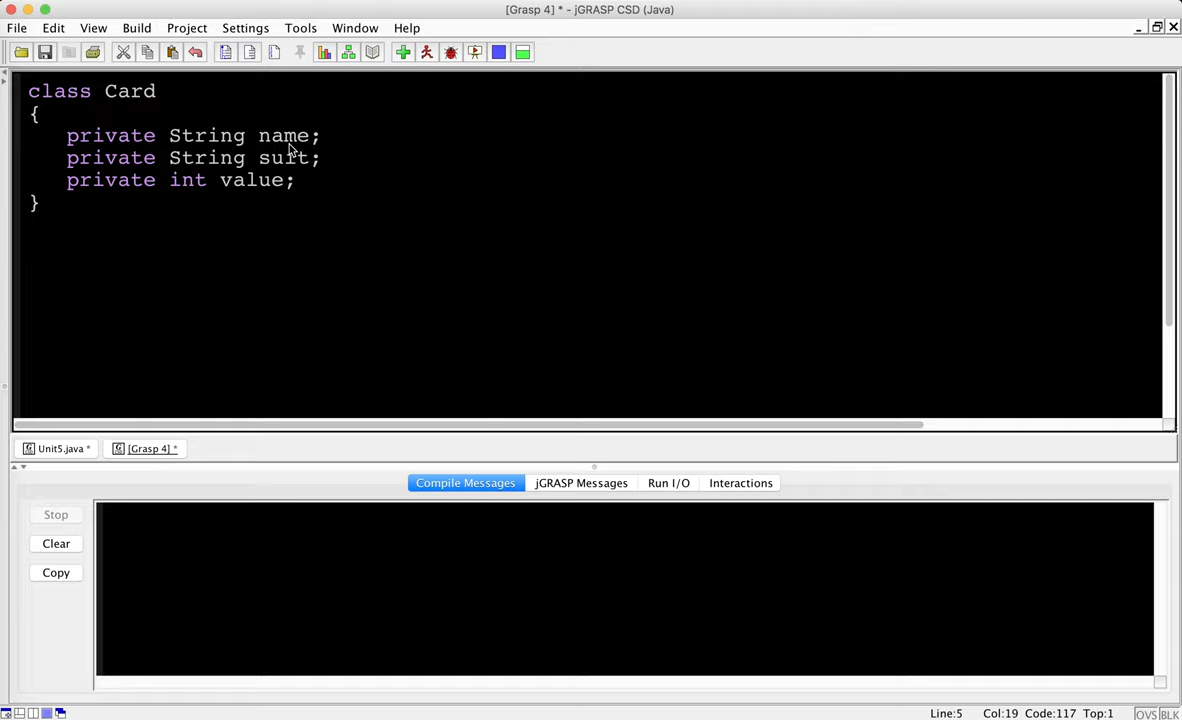 [Grasp 4] * - jGRASP CSD (Java)
File Edit View Build Project Settings Tools Window Help
class Card
{
private String name;
private String suit;
private int value;
}
Unit5.java * [Grasp 4] *
Compile Messages jGRASP Messages Run I/O Interactions
Stop
Clear
Copy
Line:5 Col:19 Code:117 Top:1 OVS BLK